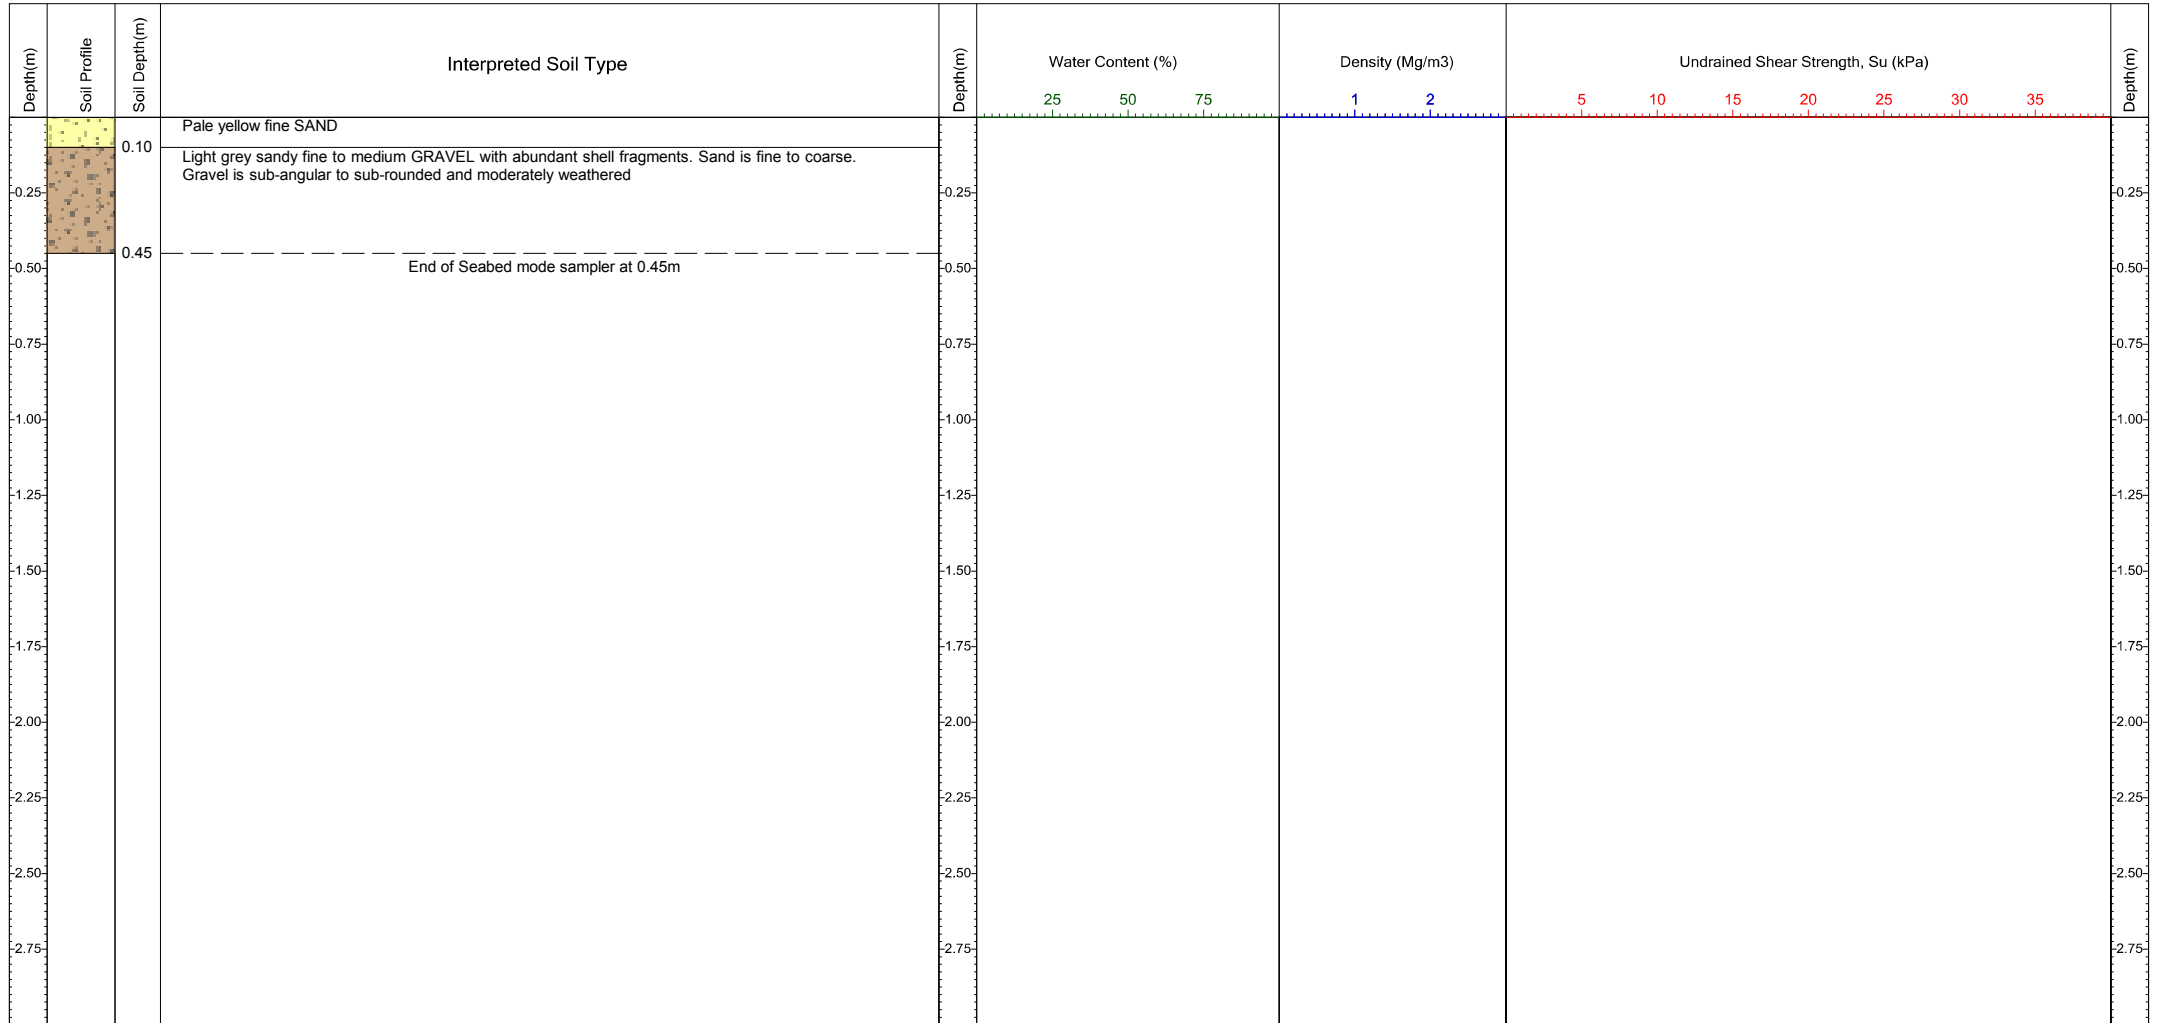 Depth(m)
Soil Profile
Soil Depth(m)
Interpreted Soil Type
Depth(m)
Water Content (%)
25 50 75
Density (Mg/m3)
1 2
Undrained Shear Strength, Su (kPa)
5 10 15 20 25 30 35
Depth(m)
Pale yellow fine SAND
0.10
Light grey sandy fine to medium GRAVEL with abundant shell fragments. Sand is fine to coarse.
Gravel is sub-angular to sub-rounded and moderately weathered
0.25 0.25 0.25
0.45
End of Seabed mode sampler at 0.45m
0.50 0.50 0.50
0.75 0.75 0.75
1.00 1.00 1.00
1.25 1.25 1.25
1.50 1.50 1.50
1.75 1.75 1.75
2.00 2.00 2.00
2.25 2.25 2.25
2.50 2.50 2.50
2.75 2.75 2.75